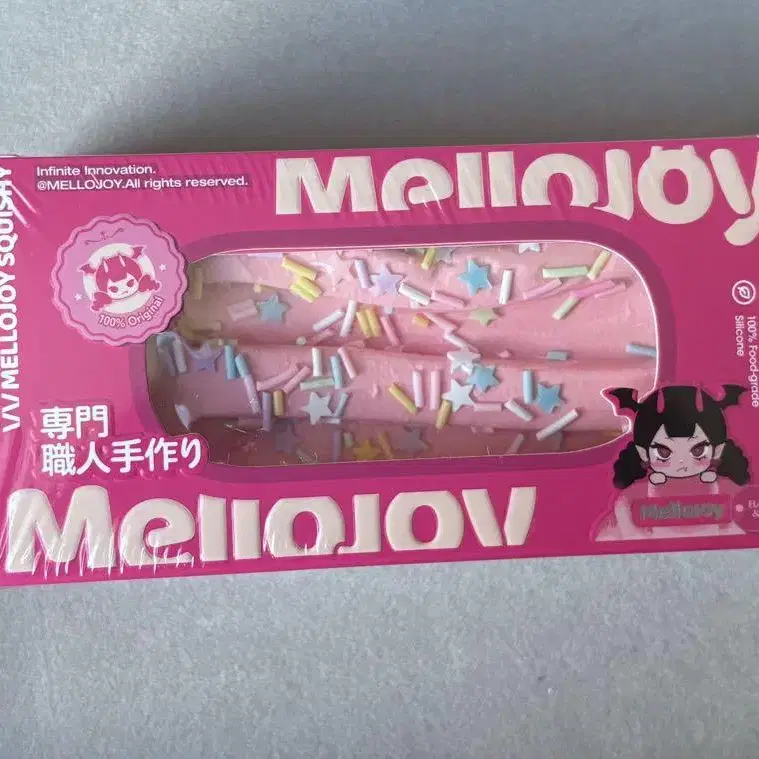 Infinite Innovation.
@MELLOJOY.All rights reserved.
Mellojoy
MELLOJOY SQUISHY
100% Original
100% Food-grade
Silicone
専門
職人手作り
Mellojoy
Mellojoy
&